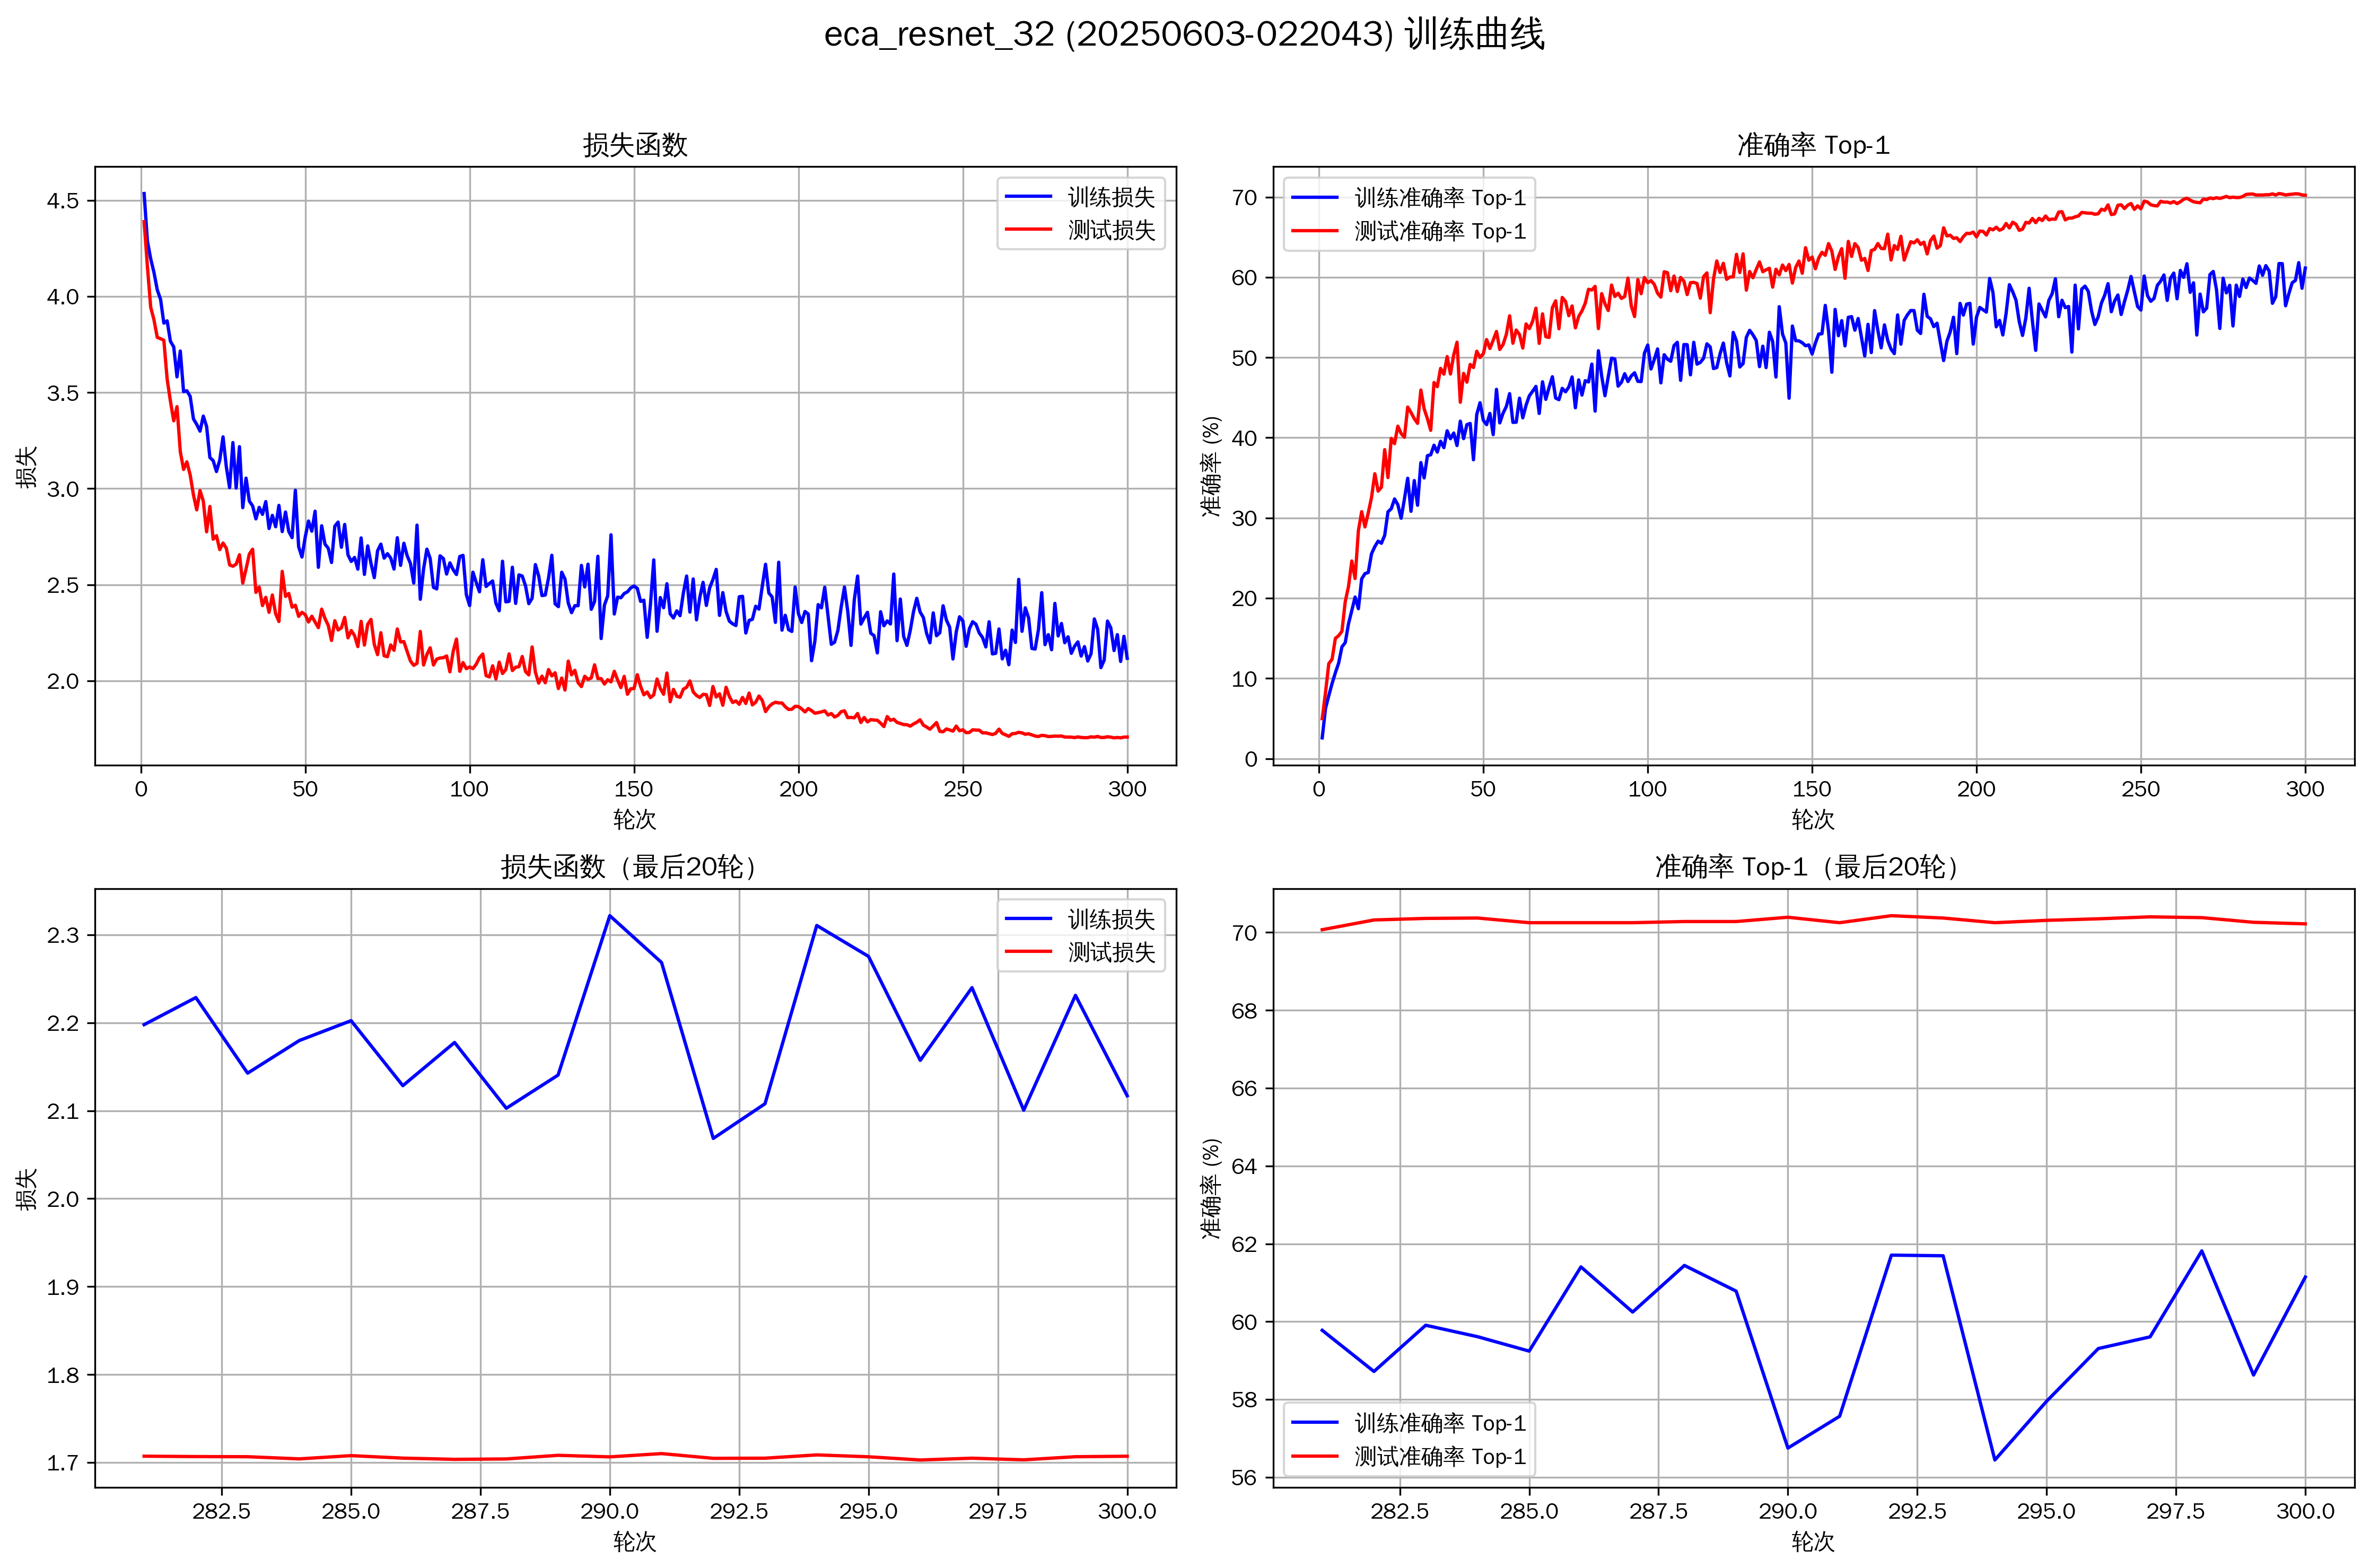 eca_resnet_32 (20250603-022043) 训练曲线
损失函数
4.5
4.0
3.5
3.0
2.5
2.0
损失
0 50 100 150 200 250 300
轮次
训练损失
测试损失
准确率 Top-1
70
60
50
40
30
20
10
0
准确率 (%)
0 50 100 150 200 250 300
轮次
训练准确率 Top-1
测试准确率 Top-1
损失函数（最后20轮）
2.3
2.2
2.1
2.0
1.9
1.8
1.7
损失
282.5 285.0 287.5 290.0 292.5 295.0 297.5 300.0
轮次
训练损失
测试损失
准确率 Top-1（最后20轮）
70
68
66
64
62
60
58
56
准确率 (%)
282.5 285.0 287.5 290.0 292.5 295.0 297.5 300.0
轮次
训练准确率 Top-1
测试准确率 Top-1